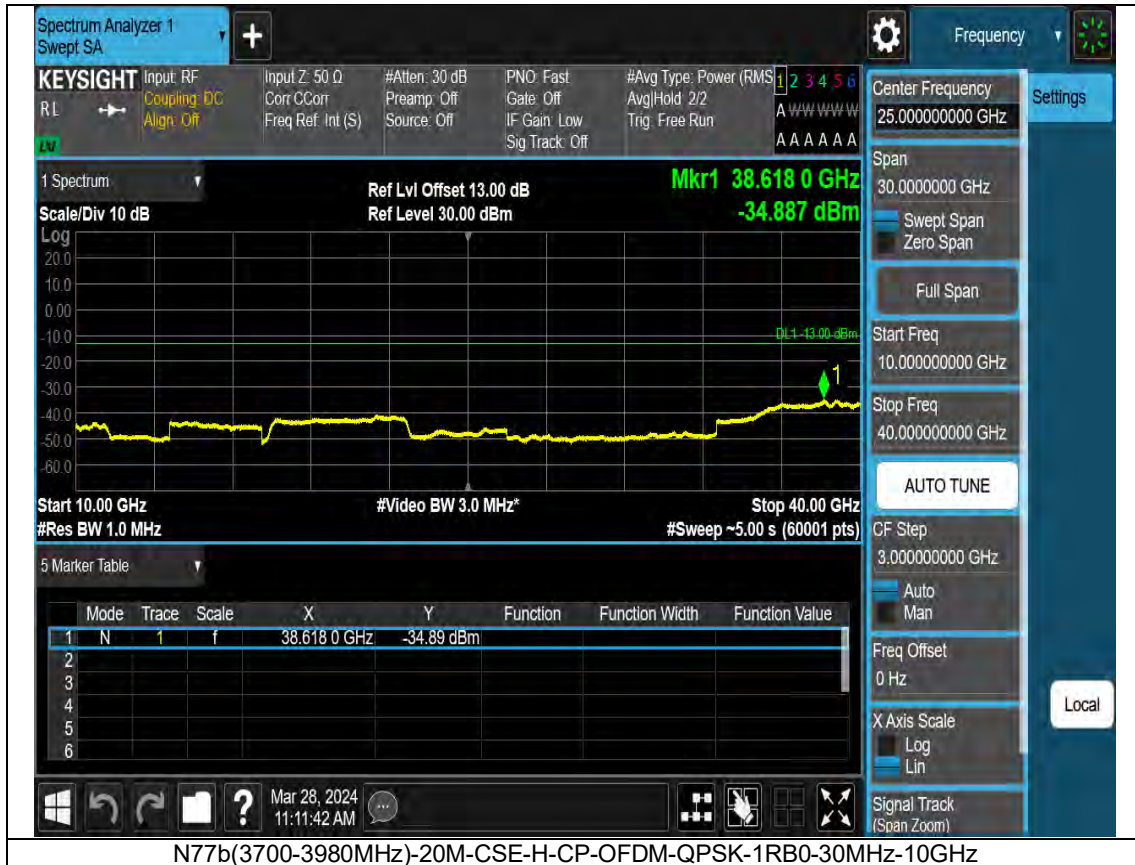 Spectrum Analyzer 1
Swept SA
Frequency
KEYSIGHT
RL
Input: RF
Coupling: DC
Align: Off
Input Z: 50 Ω
Corr CCorr
Freq Ref: Int (S)
#Atten: 30 dB
Preamp: Off
Source: Off
PNO: Fast
Gate: Off
IF Gain: Low
Sig Track: Off
#Avg Type: Power (RMS
Avg|Hold: 2/2
Trig: Free Run
1 2 3 4 5 6
A WW WW W
A A A A A A
1 Spectrum
Scale/Div 10 dB
Ref Lvl Offset 13.00 dB
Ref Level 30.00 dBm
Mkr1 38.618 0 GHz
-34.887 dBm
Log
20.0
10.0
0.00
-10.0
-20.0
-30.0
-40.0
-50.0
-60.0
DL1 -13.00 dBm
1
Start 10.00 GHz
#Res BW 1.0 MHz
#Video BW 3.0 MHz*
Stop 40.00 GHz
#Sweep ~5.00 s (60001 pts)
5 Marker Table
Mode Trace Scale X Y Function Function Width Function Value
1 N 1 f 38.618 0 GHz -34.89 dBm
2
3
4
5
6
Center Frequency
25.000000000 GHz
Settings
Span
30.0000000 GHz
Swept Span
Zero Span
Full Span
Start Freq
10.000000000 GHz
Stop Freq
40.000000000 GHz
AUTO TUNE
CF Step
3.000000000 GHz
Auto
Man
Freq Offset
0 Hz
X Axis Scale
Log
Lin
Local
Signal Track
(Span Zoom)
?
Mar 28, 2024
11:11:42 AM
N77b(3700-3980MHz)-20M-CSE-H-CP-OFDM-QPSK-1RB0-30MHz-10GHz